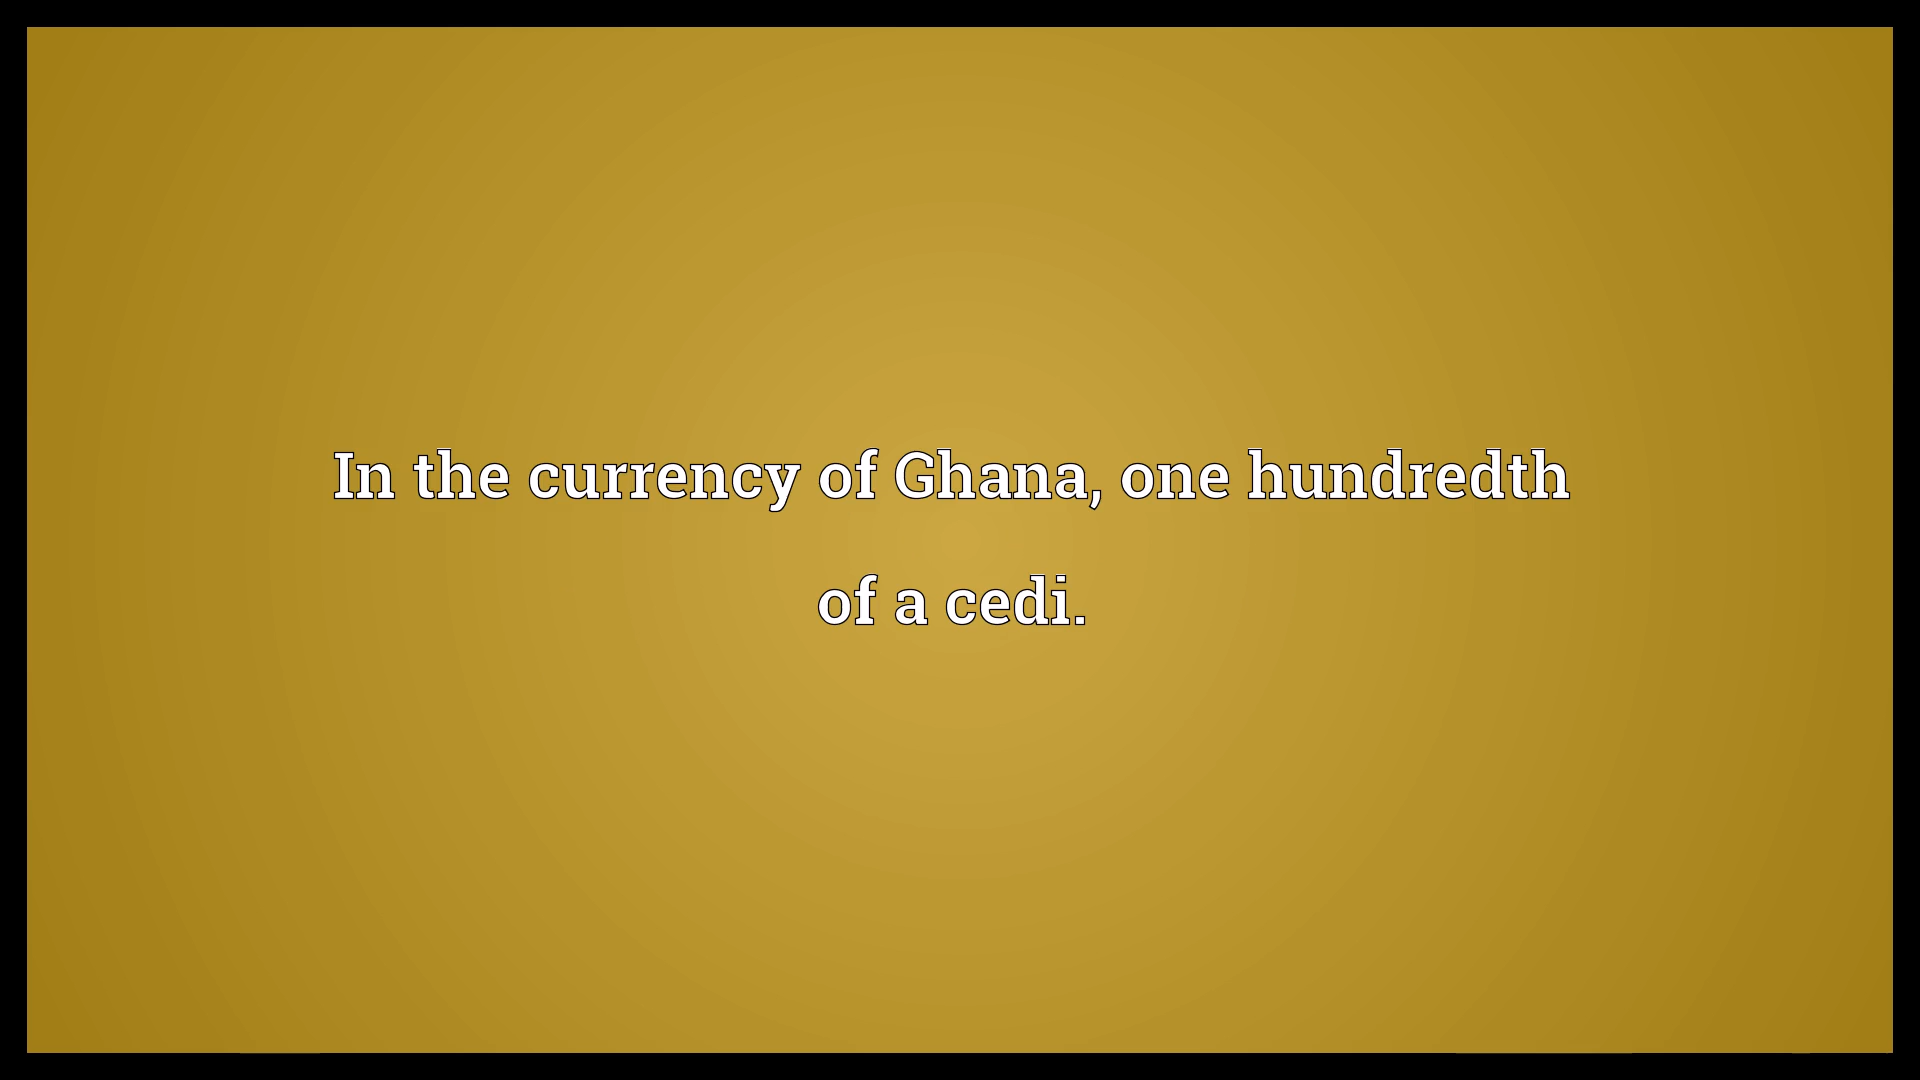 In the currency of Ghana, one hundredth
of a cedi.